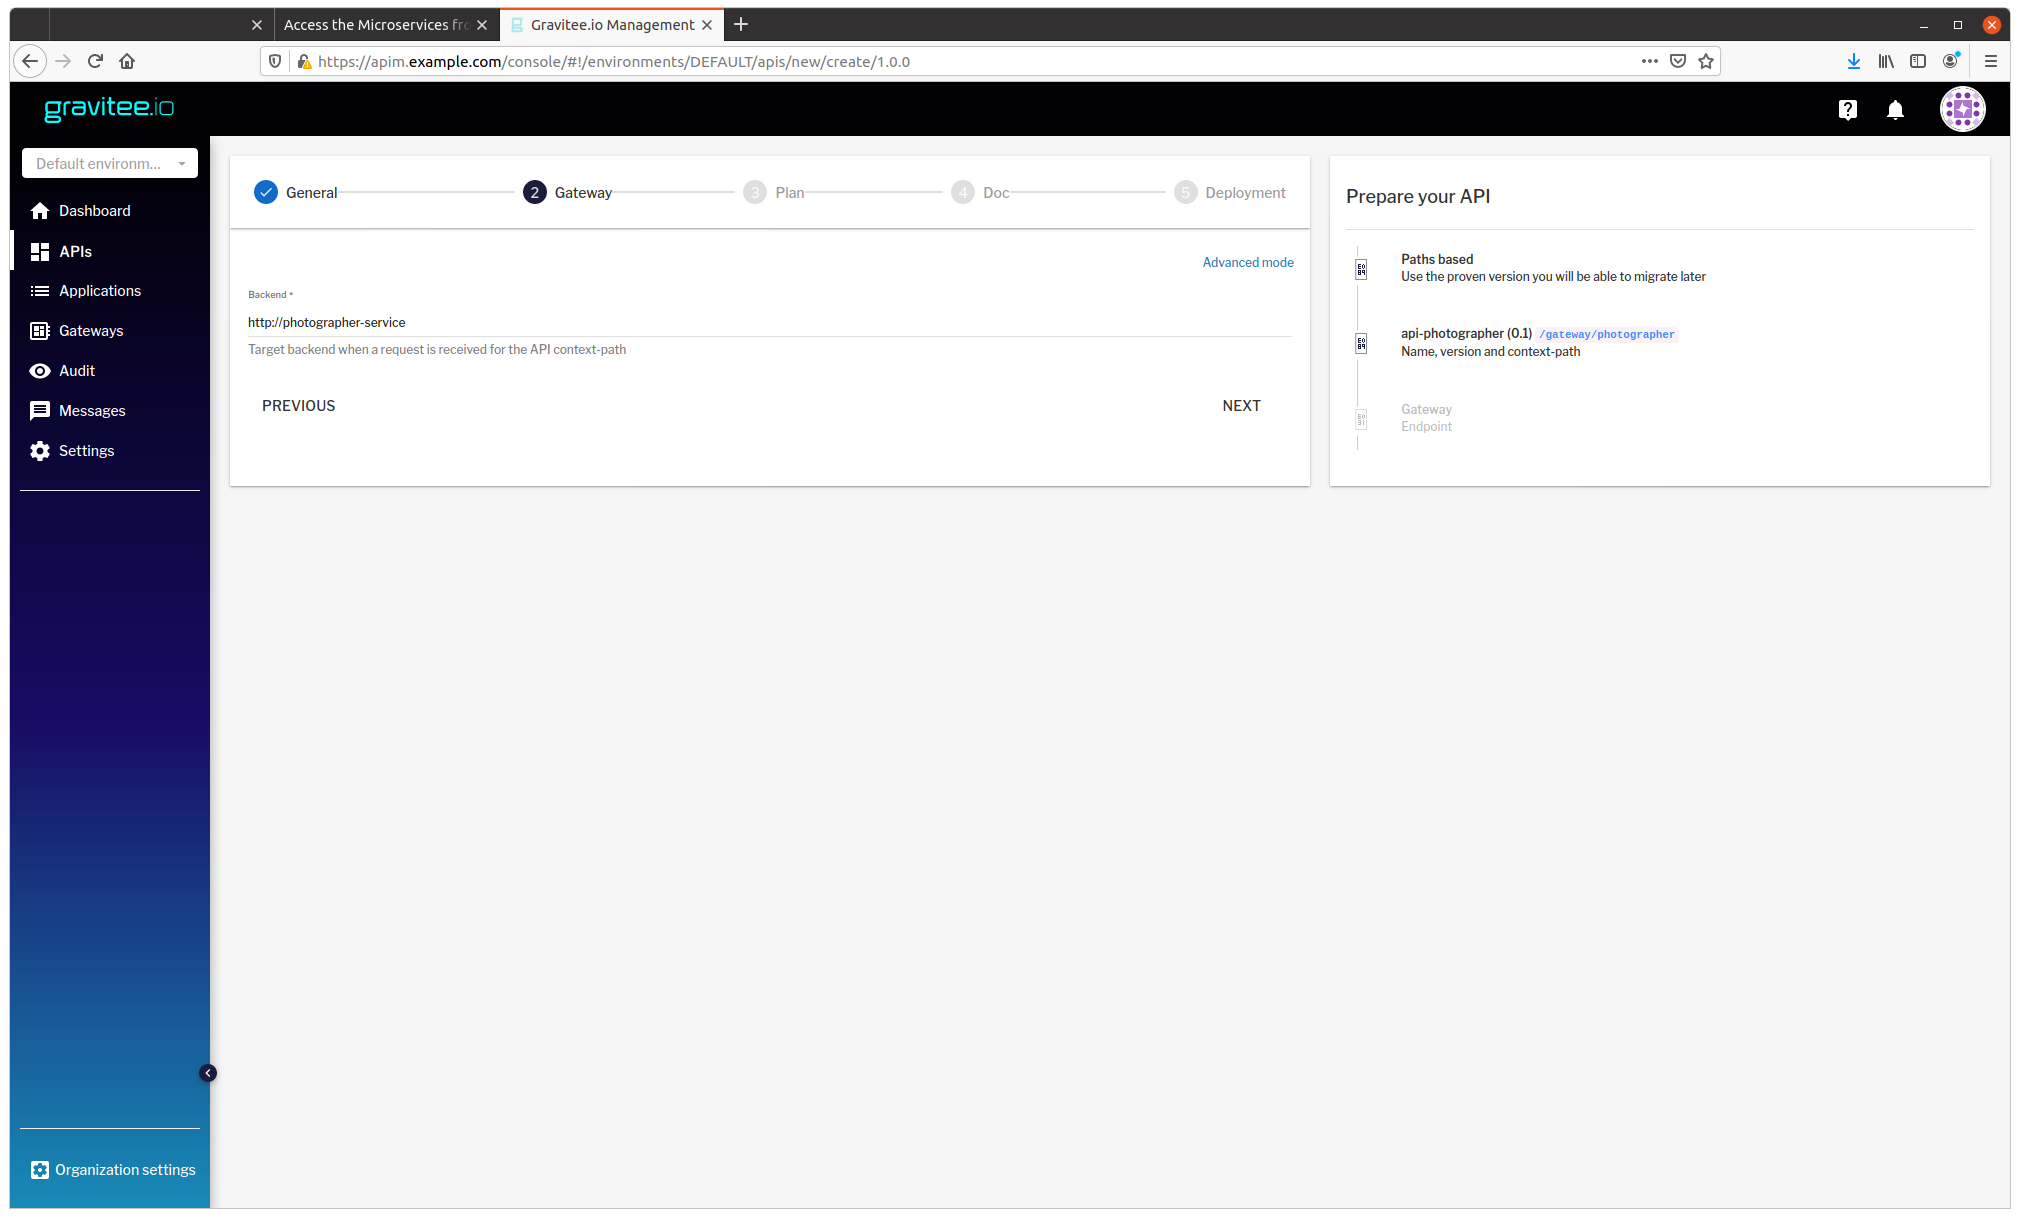 Access the Microservices fro
Gravitee.io Management
https://apim.example.com/console/#!/environments/DEFAULT/apis/new/create/1.0.0
gravitee.io
Default environm...
Dashboard
APIs
Applications
Gateways
Audit
Messages
Settings
Organization settings
General
2 Gateway
3 Plan
4 Doc
5 Deployment
Advanced mode
Backend *
http://photographer-service
Target backend when a request is received for the API context-path
PREVIOUS
NEXT
Prepare your API
Paths based
Use the proven version you will be able to migrate later
api-photographer (0.1) /gateway/photographer
Name, version and context-path
Gateway
Endpoint